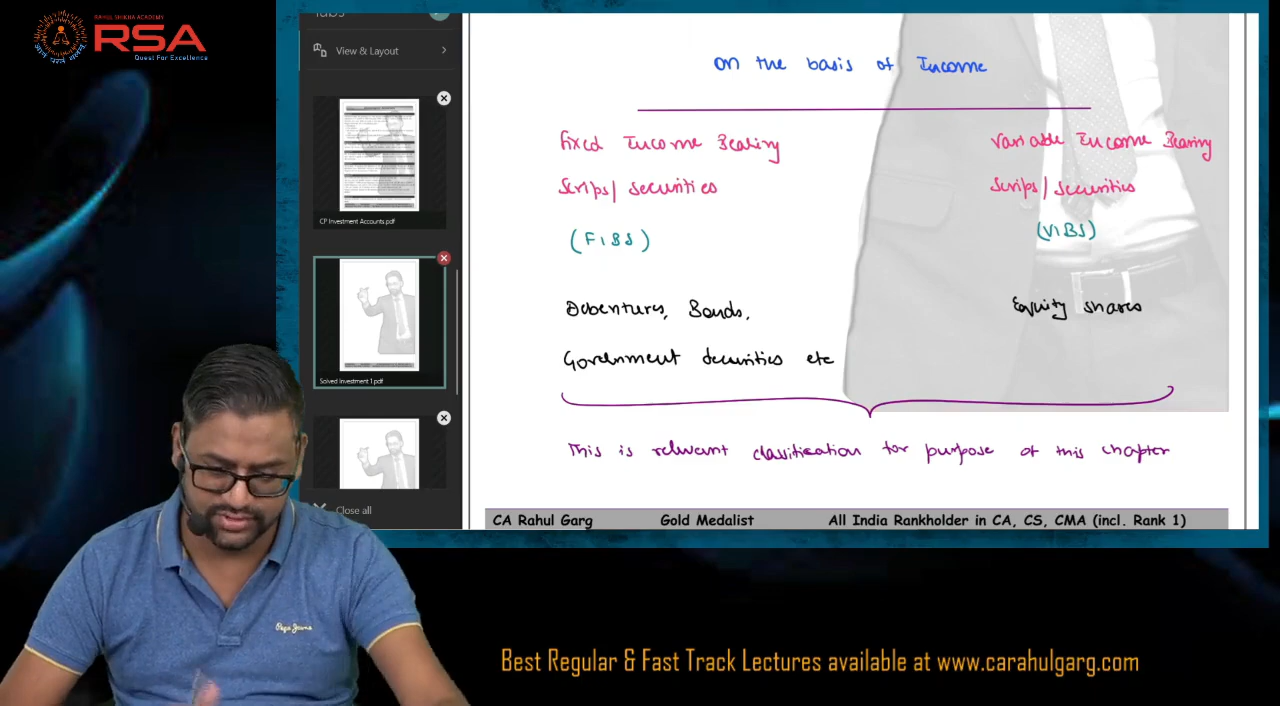 RAHUL SHIKHA ACADEMY
RSA
Quest For Excellence
Tabs
View & Layout
CP Investment Accounts.pdf
Solved Investment 1.pdf
Close all
on the basis of Income
Fixed Income Bearing
Scrips/ Securities
(FIBS)
Variable Income Bearing
Scrips/ Securities
(VIBS)
Debentures, Bonds,
Government securities etc
Equity shares
This is relevant classification for purpose of this chapter
CA Rahul Garg Gold Medalist All India Rankholder in CA, CS, CMA (incl. Rank 1)
Pepe Jeans
Best Regular & Fast Track Lectures available at www.carahulgarg.com